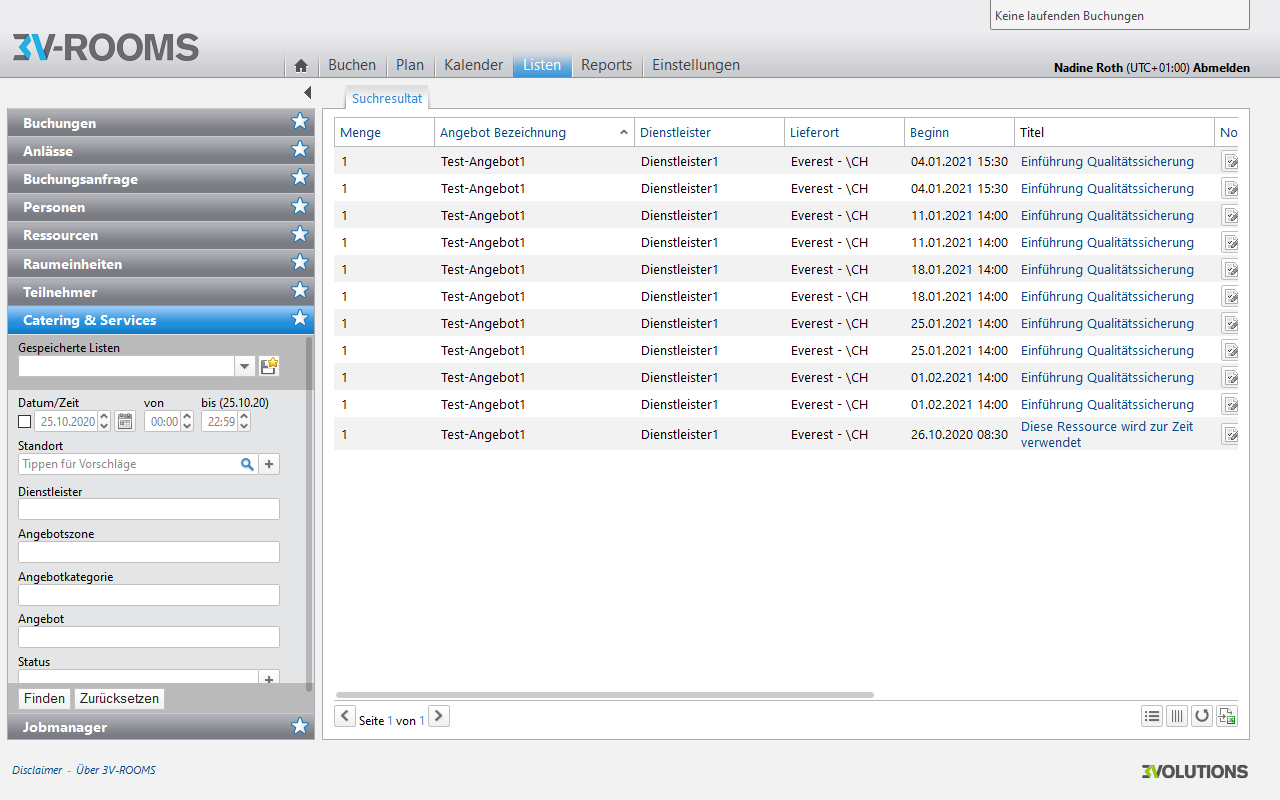 Keine laufenden Buchungen
3V-ROOMS
Buchen Plan Kalender Listen Reports Einstellungen
Nadine Roth (UTC+01:00) Abmelden
Suchresultat
Buchungen
Anlässe
Buchungsanfrage
Personen
Ressourcen
Raumeinheiten
Teilnehmer
Catering & Services
Gespeicherte Listen
Datum/Zeit von bis (25.10.20)
25.10.2020 00:00 22:59
Standort
Tippen für Vorschläge
Dienstleister
Angebotszone
Angebotkategorie
Angebot
Status
Finden Zurücksetzen
Jobmanager
Menge Angebot Bezeichnung Dienstleister Lieferort Beginn Titel No
1 Test-Angebot1 Dienstleister1 Everest - \CH 04.01.2021 15:30 Einführung Qualitätssicherung
1 Test-Angebot1 Dienstleister1 Everest - \CH 04.01.2021 15:30 Einführung Qualitätssicherung
1 Test-Angebot1 Dienstleister1 Everest - \CH 11.01.2021 14:00 Einführung Qualitätssicherung
1 Test-Angebot1 Dienstleister1 Everest - \CH 11.01.2021 14:00 Einführung Qualitätssicherung
1 Test-Angebot1 Dienstleister1 Everest - \CH 18.01.2021 14:00 Einführung Qualitätssicherung
1 Test-Angebot1 Dienstleister1 Everest - \CH 18.01.2021 14:00 Einführung Qualitätssicherung
1 Test-Angebot1 Dienstleister1 Everest - \CH 25.01.2021 14:00 Einführung Qualitätssicherung
1 Test-Angebot1 Dienstleister1 Everest - \CH 25.01.2021 14:00 Einführung Qualitätssicherung
1 Test-Angebot1 Dienstleister1 Everest - \CH 01.02.2021 14:00 Einführung Qualitätssicherung
1 Test-Angebot1 Dienstleister1 Everest - \CH 01.02.2021 14:00 Einführung Qualitätssicherung
1 Test-Angebot1 Dienstleister1 Everest - \CH 26.10.2020 08:30 Diese Ressource wird zur Zeit
verwendet
Seite 1 von 1
Disclaimer - Über 3V-ROOMS
3VOLUTIONS